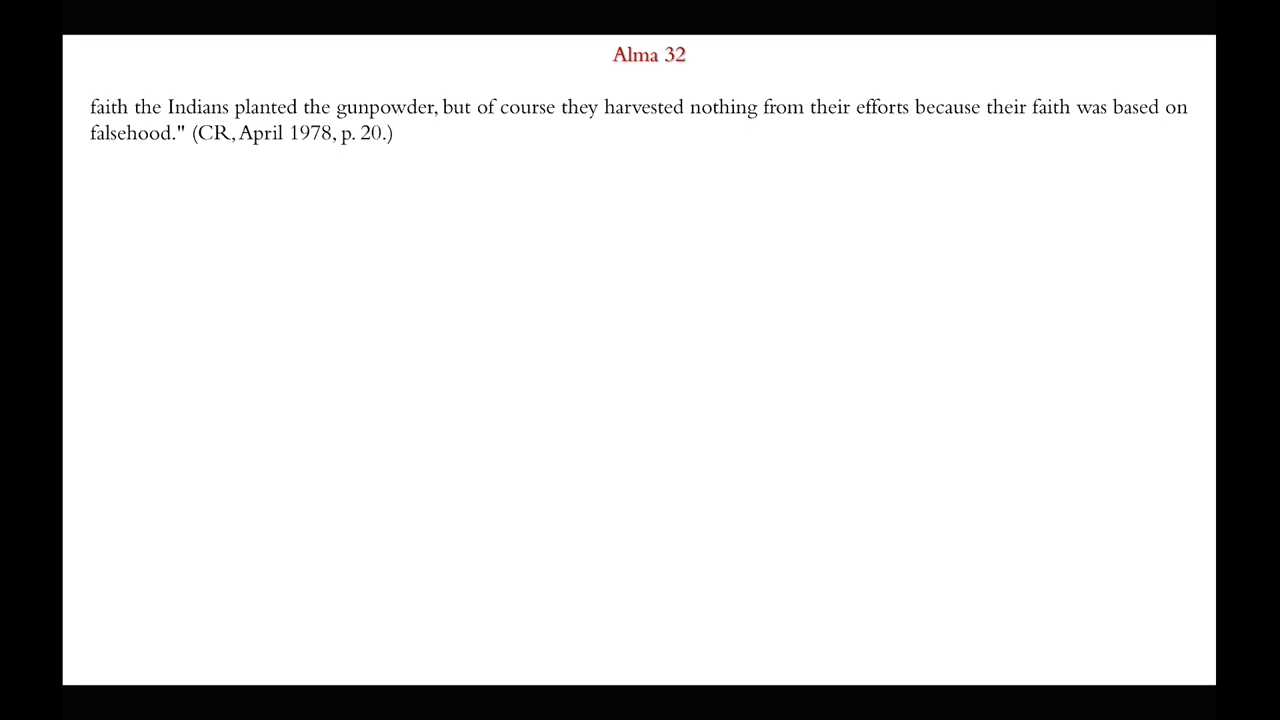 Alma 32
faith the Indians planted the gunpowder, but of course they harvested nothing from their efforts because their faith was based on
falsehood." (CR, April 1978, p. 20.)